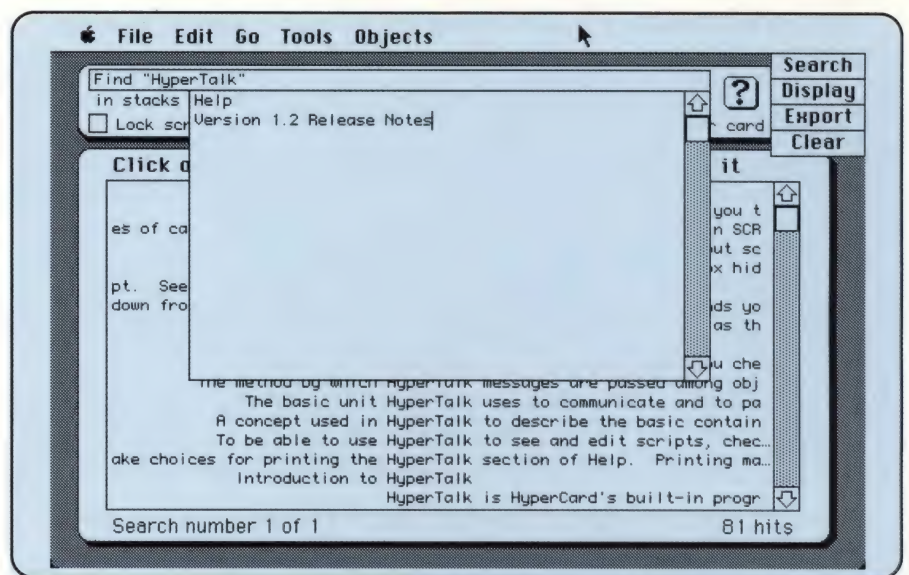 File Edit Go Tools Objects
Find "HyperTalk"
in stacks
Help
Version 1.2 Release Notes
Lock scr
card
?
Search
Display
Export
Clear
Click
it
you t
es of ca
n SCR
ut sc
x hid
pt. See
down fro
ds yo
as th
u che
The method by which HyperTalk messages are passed among obj
The basic unit HyperTalk uses to communicate and to pa
A concept used in HyperTalk to describe the basic contain
To be able to use HyperTalk to see and edit scripts, chec…
ake choices for printing the HyperTalk section of Help. Printing ma…
Introduction to HyperTalk
HyperTalk is HyperCard's built-in progr
Search number 1 of 1
81 hits